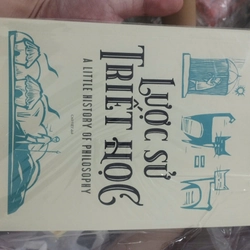 LƯỢC SỬ
TRIẾT HỌC
A LITTLE HISTORY OF PHILOSOPHY